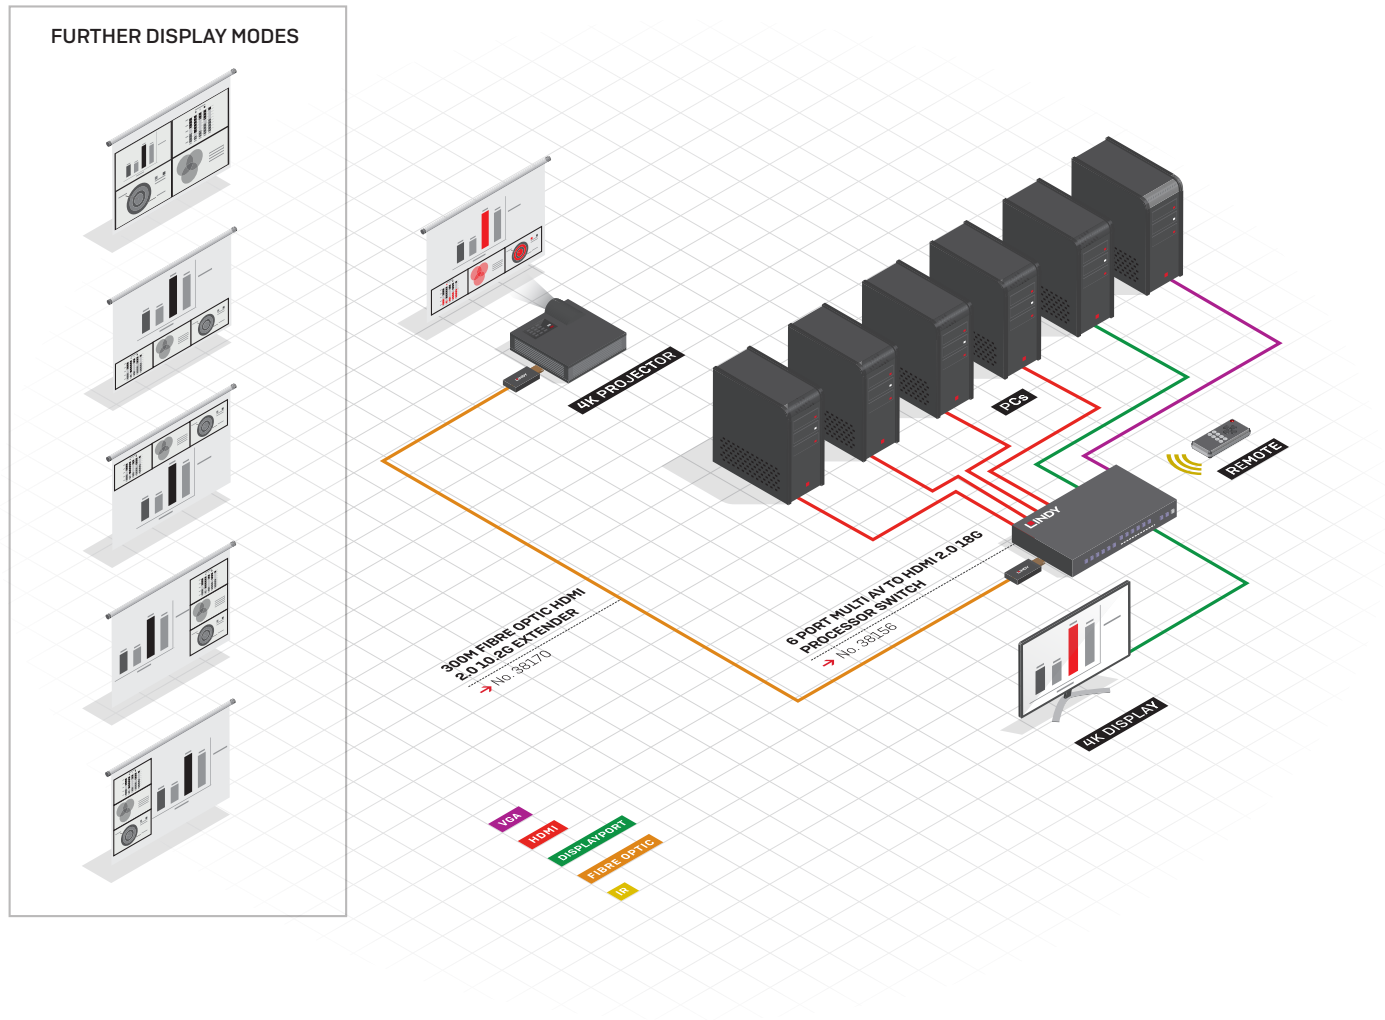 FURTHER DISPLAY MODES
4K PROJECTOR
LINDY
PCs
REMOTE
LINDY
LINDY
6 PORT MULTI AV TO HDMI 2.0 18G
PROCESSOR SWITCH
No. 38156
300M FIBRE OPTIC HDMI
2.0 10.2G EXTENDER
No. 38170
4K DISPLAY
VGA
HDMI
DISPLAYPORT
FIBRE OPTIC
IR